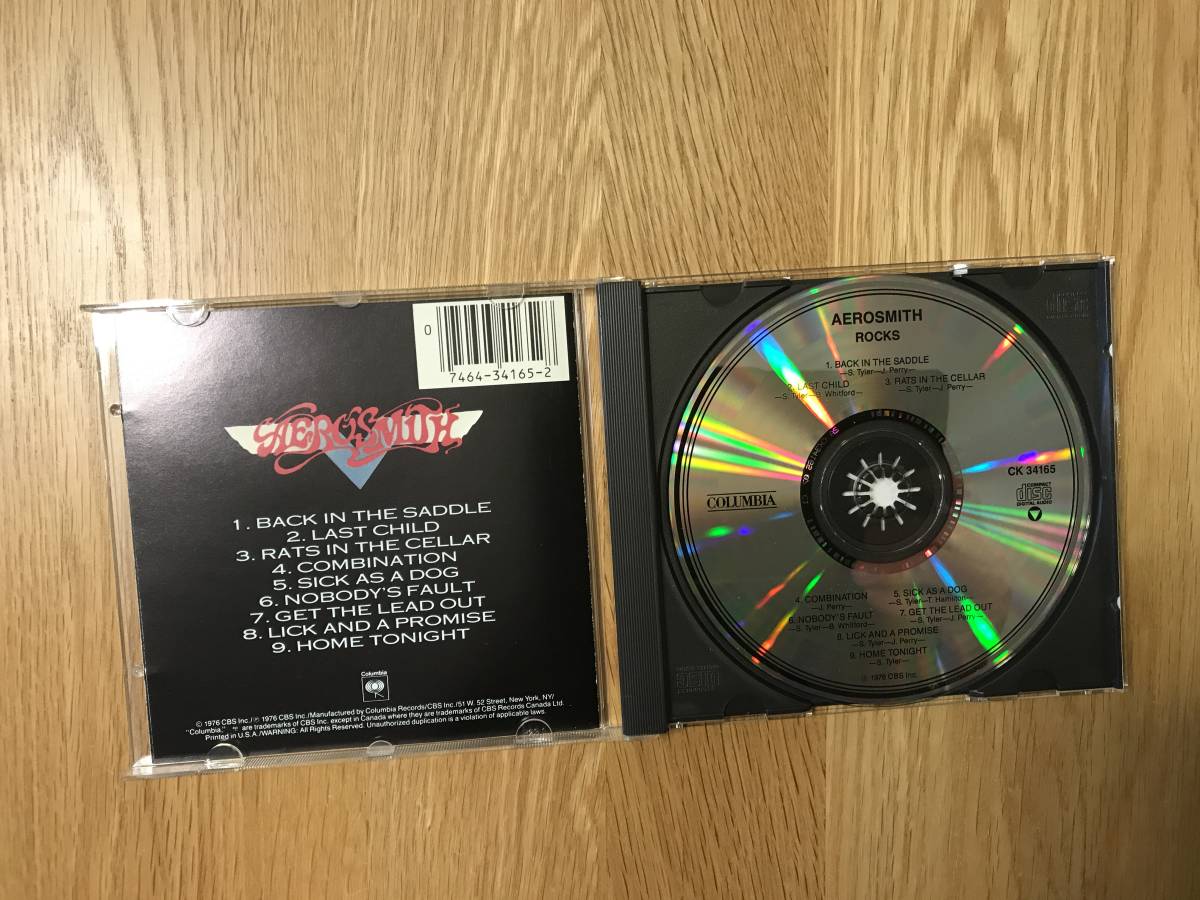 0
7464-34165-2
AEROSMITH
1. BACK IN THE SADDLE
2. LAST CHILD
3. RATS IN THE CELLAR
4. COMBINATION
5. SICK AS A DOG
6. NOBODY'S FAULT
7. GET THE LEAD OUT
8. LICK AND A PROMISE
9. HOME TONIGHT
Columbia
© 1976 CBS Inc./℗ 1976 CBS Inc./Manufactured by Columbia Records/CBS Inc./51 W. 52 Street, New York, NY/
"Columbia," are trademarks of CBS Inc. except in Canada where they are trademarks of CBS Records Canada Ltd.
Printed in U.S.A./WARNING: All Rights Reserved. Unauthorized duplication is a violation of applicable laws.
AEROSMITH
ROCKS
1. BACK IN THE SADDLE
—S. Tyler—J. Perry—
2. LAST CHILD
—S. Tyler—B. Whitford—
3. RATS IN THE CELLAR
—S. Tyler—J. Perry—
COLUMBIA
CK 34165
COMPACT
disc
DIGITAL AUDIO
4. COMBINATION
—J. Perry—
5. SICK AS A DOG
—S. Tyler—T. Hamilton—
6. NOBODY'S FAULT
—S. Tyler—B. Whitford—
7. GET THE LEAD OUT
—S. Tyler—J. Perry—
8. LICK AND A PROMISE
—S. Tyler—J. Perry—
9. HOME TONIGHT
—S. Tyler—
℗ 1976 CBS Inc.